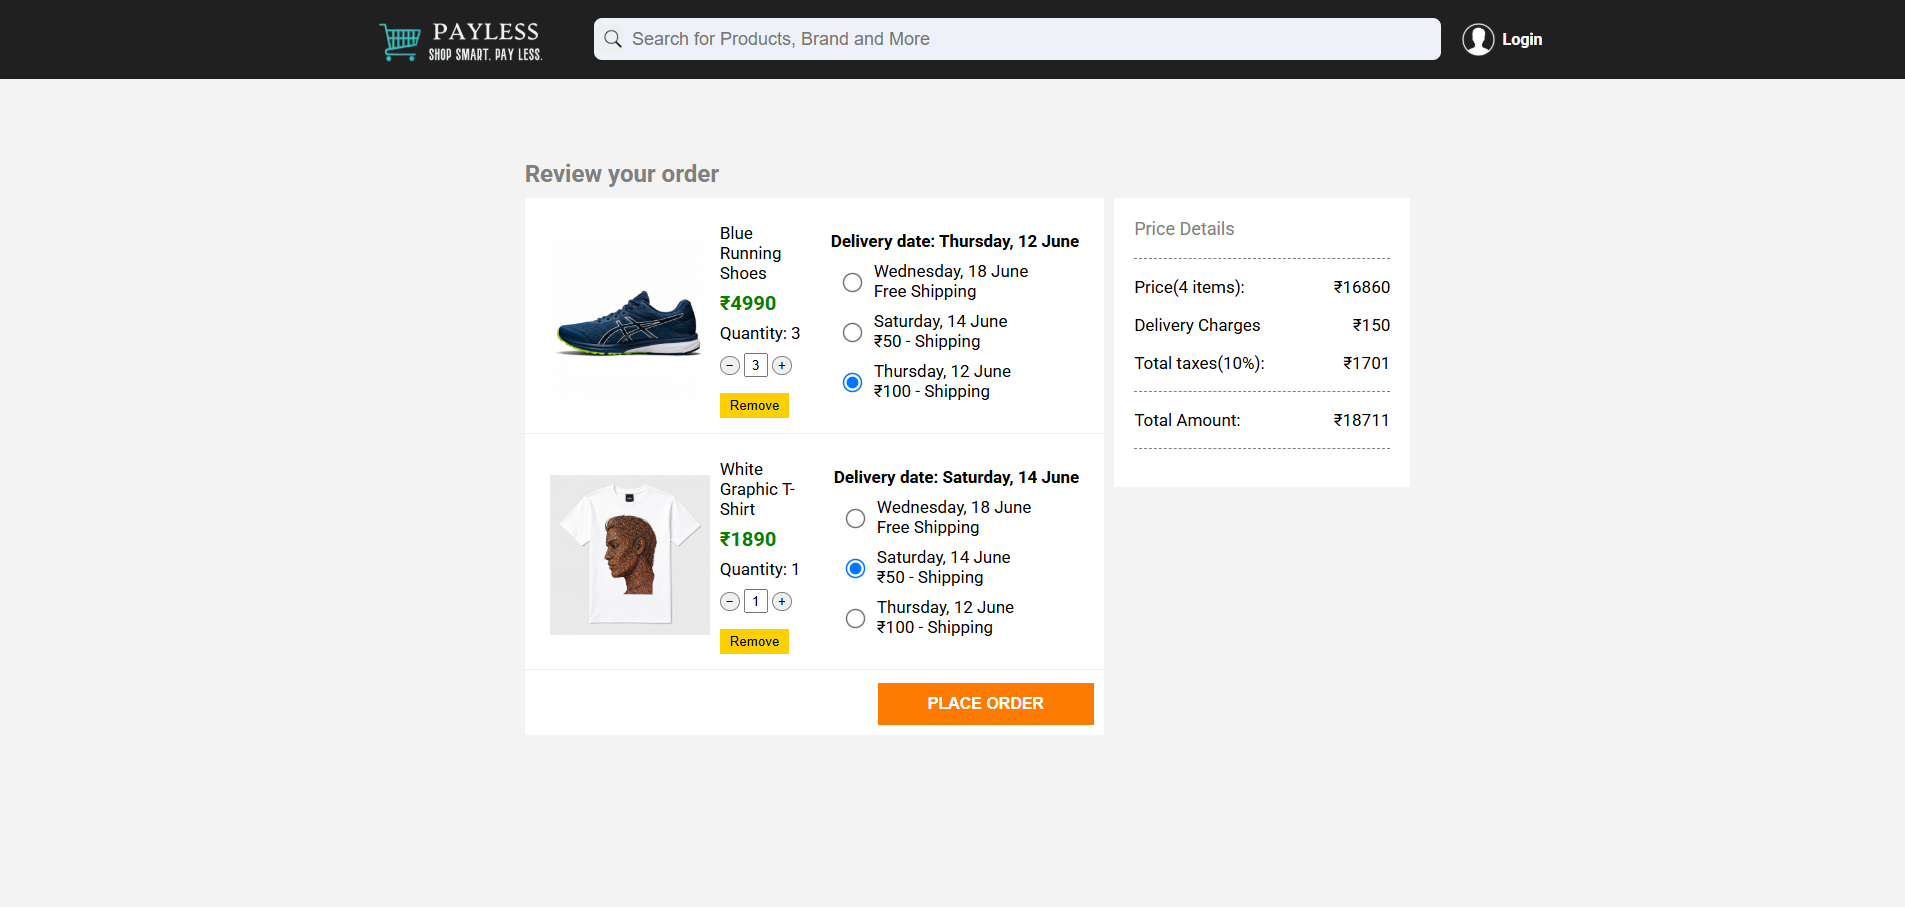 PAYLESS
SHOP SMART. PAY LESS.
Search for Products, Brand and More
Login
Review your order
Blue
Running
Shoes
₹4990
Quantity: 3
− 3 +
Remove
Delivery date: Thursday, 12 June
Wednesday, 18 June
Free Shipping
Saturday, 14 June
₹50 - Shipping
Thursday, 12 June
₹100 - Shipping
White
Graphic T-
Shirt
₹1890
Quantity: 1
− 1 +
Remove
Delivery date: Saturday, 14 June
Wednesday, 18 June
Free Shipping
Saturday, 14 June
₹50 - Shipping
Thursday, 12 June
₹100 - Shipping
PLACE ORDER
Price Details
Price(4 items): ₹16860
Delivery Charges ₹150
Total taxes(10%): ₹1701
Total Amount: ₹18711